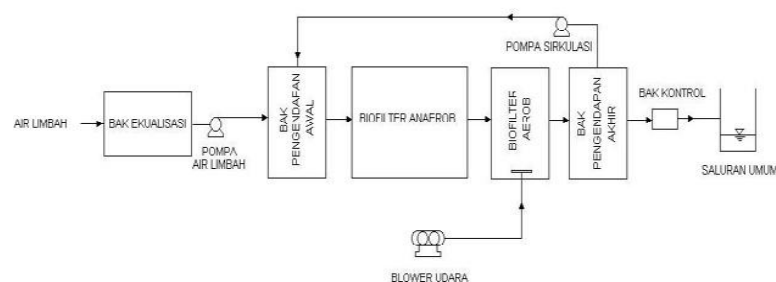 POMPA SIRKULASI
BAK KONTROL
AIR LIMBAH
BAK EKUALISASI
POMPA
AIR LIMBAH
BAK
PENGENDAPAN
AWAL
BIOFILTER ANAEROB
BIOFILTER
AEROB
BAK
PENGENDAPAN
AKHIR
SALURAN UMUM
BLOWER UDARA